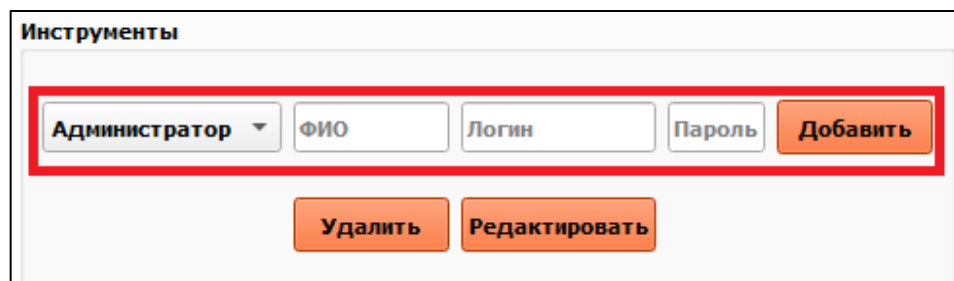 Инструменты
Администратор ФИО Логин Пароль Добавить
Удалить Редактировать